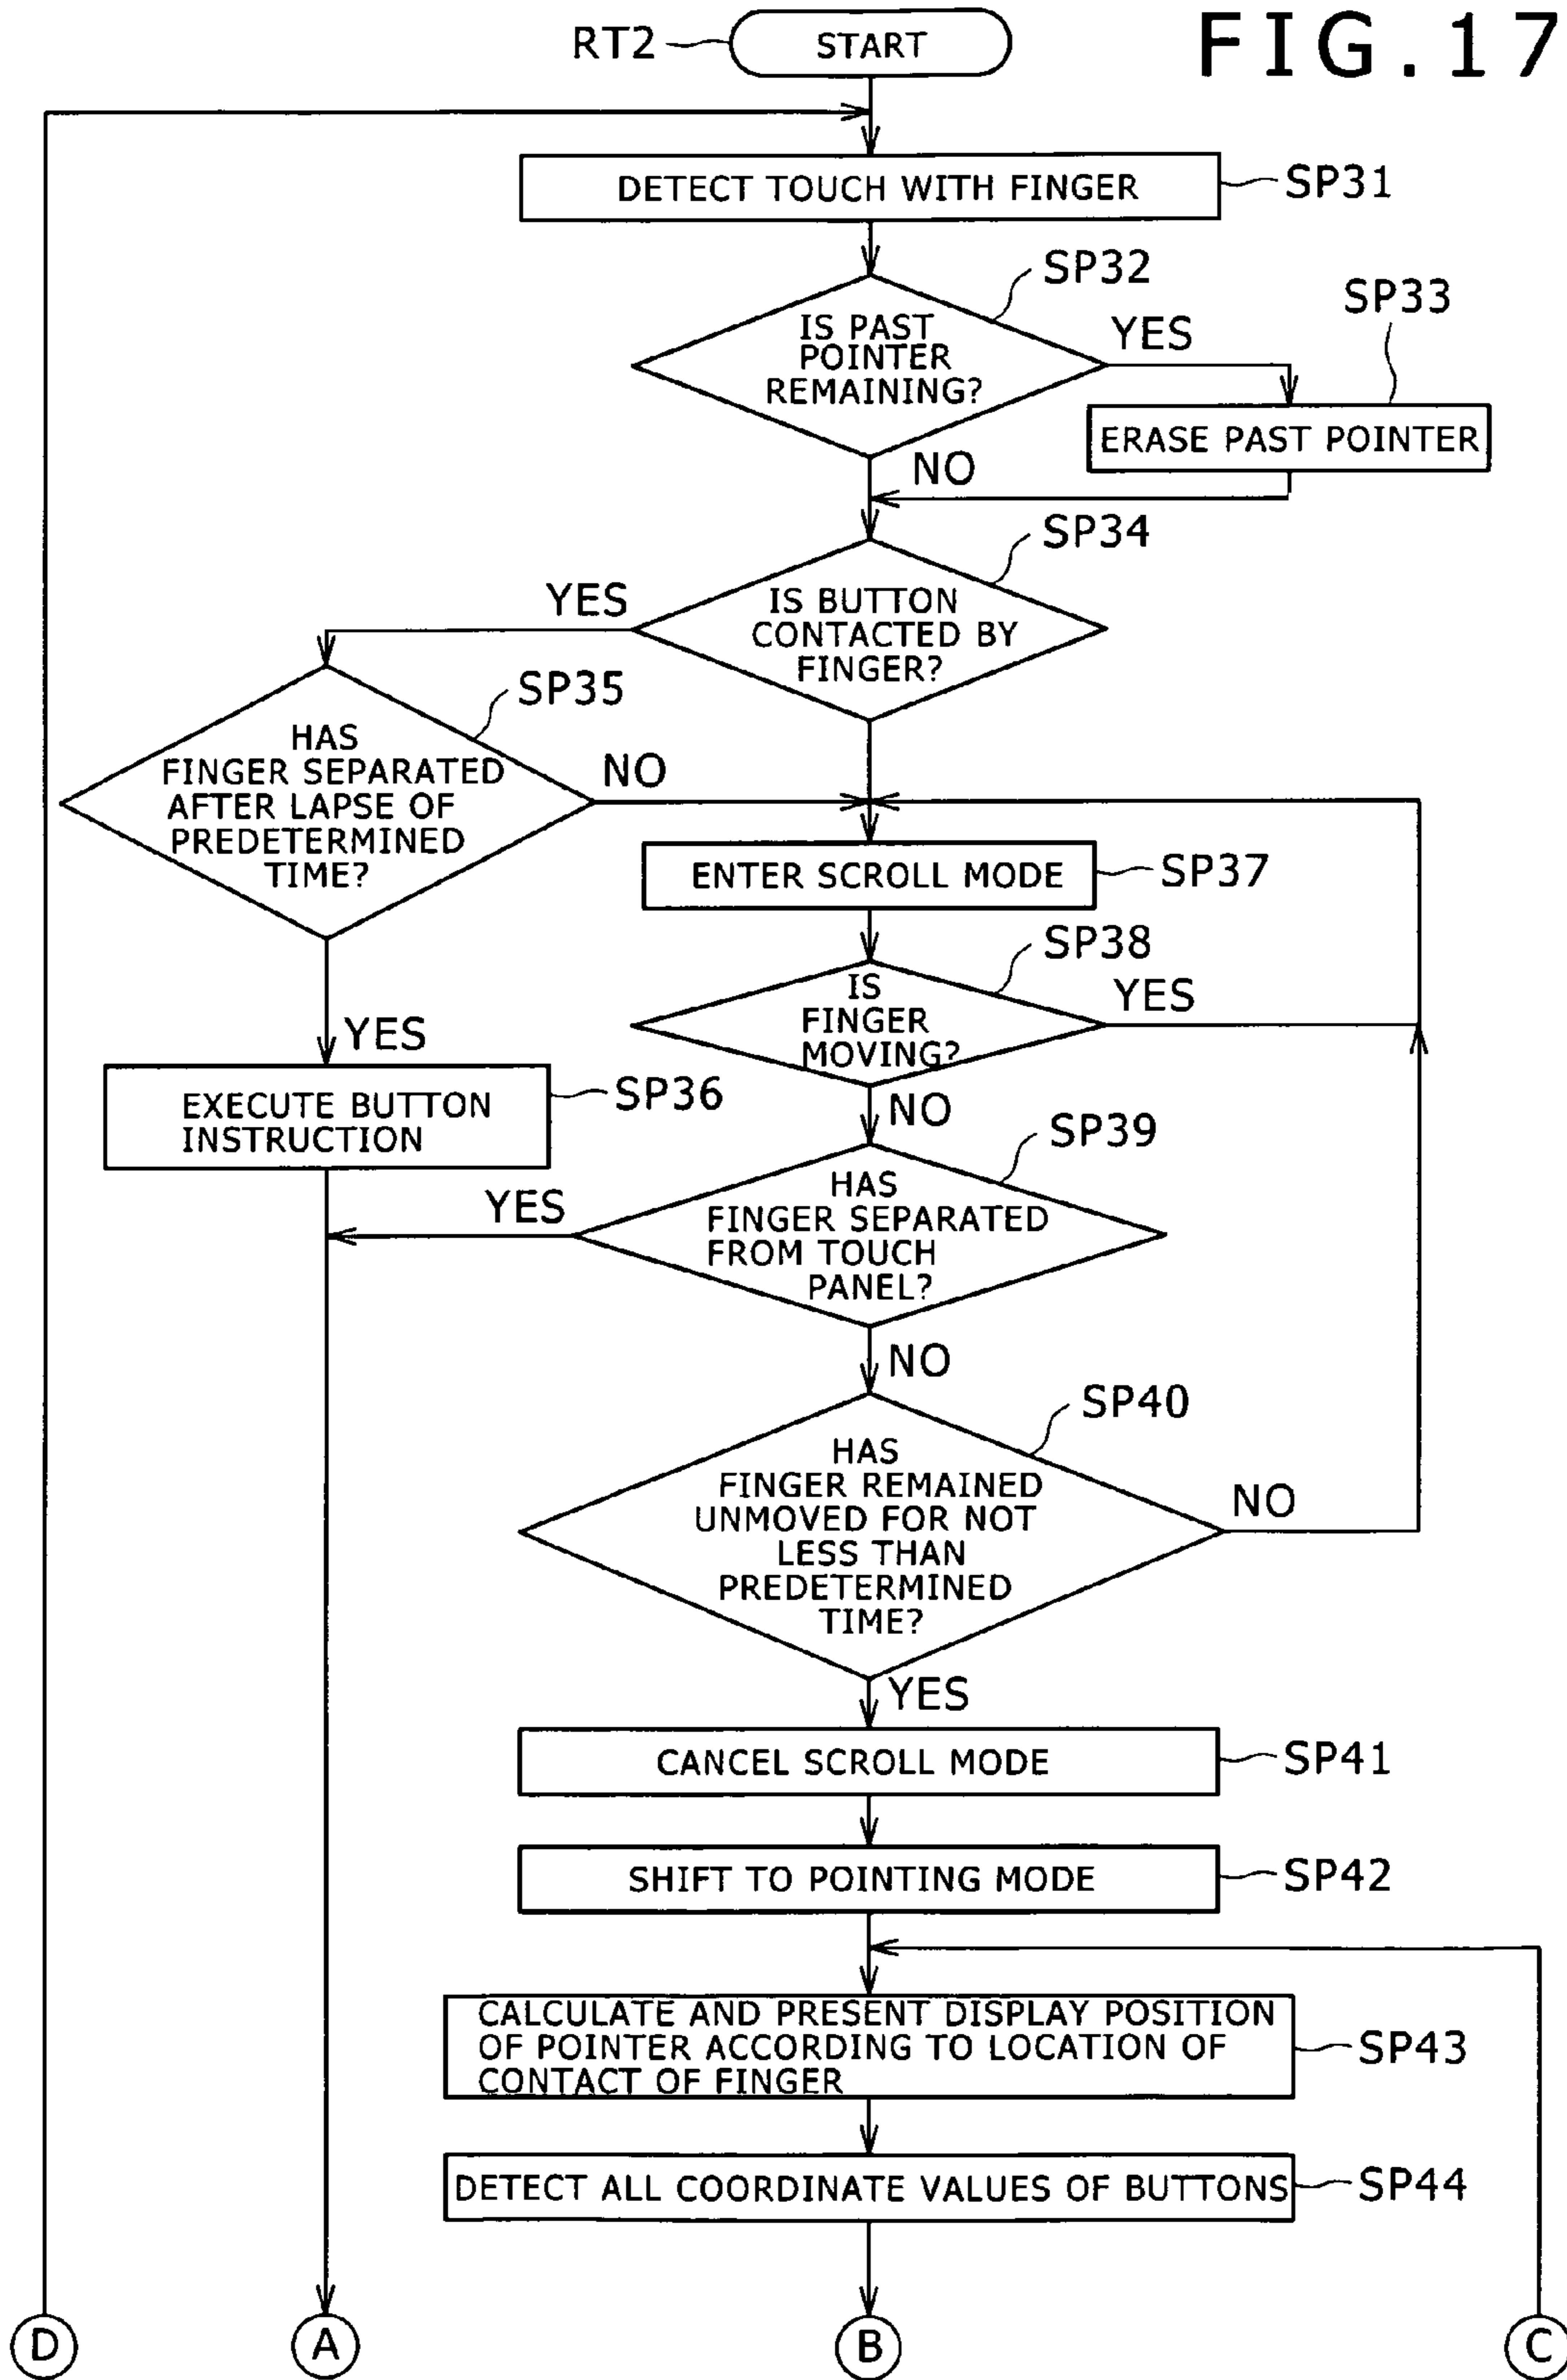 FIG.17
RT2
START
DETECT TOUCH WITH FINGER
SP31
SP32
IS PAST
POINTER
REMAINING?
YES
SP33
ERASE PAST POINTER
NO
SP34
IS BUTTON
CONTACTED BY
FINGER?
YES
SP35
HAS
FINGER SEPARATED
AFTER LAPSE OF
PREDETERMINED
TIME?
NO
ENTER SCROLL MODE
SP37
SP38
IS
FINGER
MOVING?
YES
YES
NO
EXECUTE BUTTON
INSTRUCTION
SP36
SP39
HAS
FINGER SEPARATED
FROM TOUCH
PANEL?
YES
NO
SP40
HAS
FINGER REMAINED
UNMOVED FOR NOT
LESS THAN
PREDETERMINED
TIME?
NO
YES
CANCEL SCROLL MODE
SP41
SHIFT TO POINTING MODE
SP42
CALCULATE AND PRESENT DISPLAY POSITION
OF POINTER ACCORDING TO LOCATION OF
CONTACT OF FINGER
SP43
DETECT ALL COORDINATE VALUES OF BUTTONS
SP44
D
A
B
C